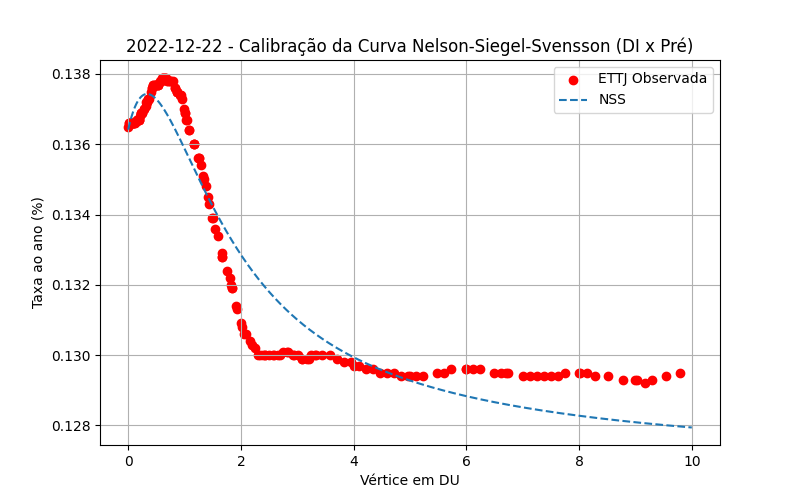 2022-12-22 - Calibração da Curva Nelson-Siegel-Svensson (DI x Pré)
ETTJ Observada
NSS
Taxa ao ano (%)
0.138
0.136
0.134
0.132
0.130
0.128
0 2 4 6 8 10
Vértice em DU